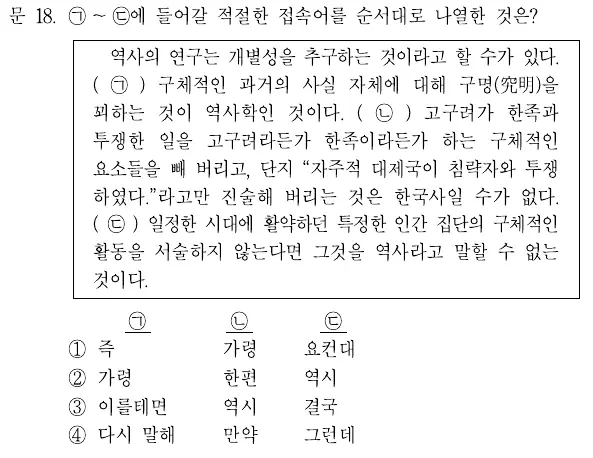 문 18. ㉠ ~ ㉢에 들어갈 적절한 접속어를 순서대로 나열한 것은?
역사의 연구는 개별성을 추구하는 것이라고 할 수가 있다.
( ㉠ ) 구체적인 과거의 사실 자체에 대해 구명(究明)을
꾀하는 것이 역사학인 것이다. ( ㉡ ) 고구려가 한족과
투쟁한 일을 고구려라든가 한족이라든가 하는 구체적인
요소들을 빼 버리고, 단지 “자주적 대제국이 침략자와 투쟁
하였다.”라고만 진술해 버리는 것은 한국사일 수가 없다.
( ㉢ ) 일정한 시대에 활약하던 특정한 인간 집단의 구체적인
활동을 서술하지 않는다면 그것을 역사라고 말할 수 없는
것이다.
㉠ ㉡ ㉢
① 즉 가령 요컨대
② 가령 한편 역시
③ 이를테면 역시 결국
④ 다시 말해 만약 그런데